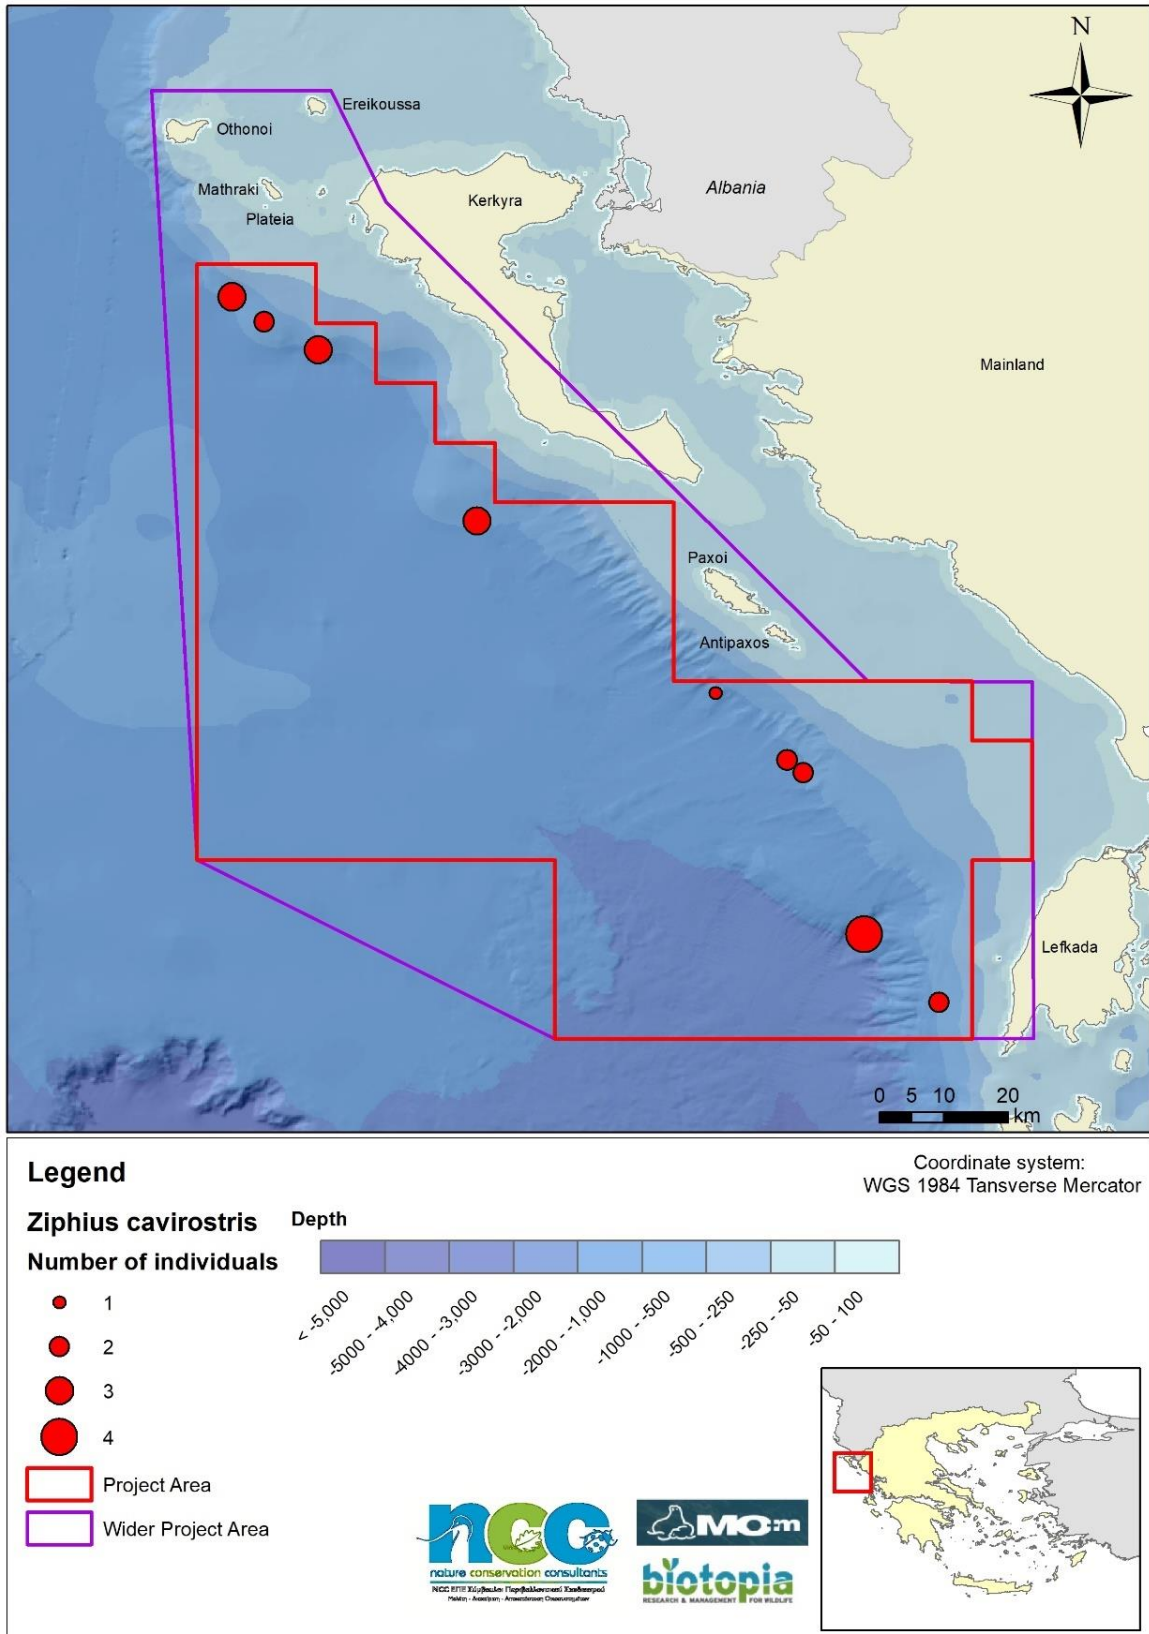 N
Ereikoussa
Othonoi
Albania
Mathraki
Kerkyra
Plateia
Mainland
Paxoi
Antipaxos
Lefkada
0 5 10 20
km
Legend
Coordinate system:
WGS 1984 Tansverse Mercator
Ziphius cavirostris
Depth
Number of individuals
< -5,000
-5000 - -4,000
-4000 - -3,000
-3000 - -2,000
-2000 - -1,000
-1000 - -500
-500 - -250
-250 - -50
-50 - 100
1
2
3
4
Project Area
Wider Project Area
ncc
nature conservation consultants
MOm
biotopia
RESEARCH & MANAGEMENT FOR WILDLIFE